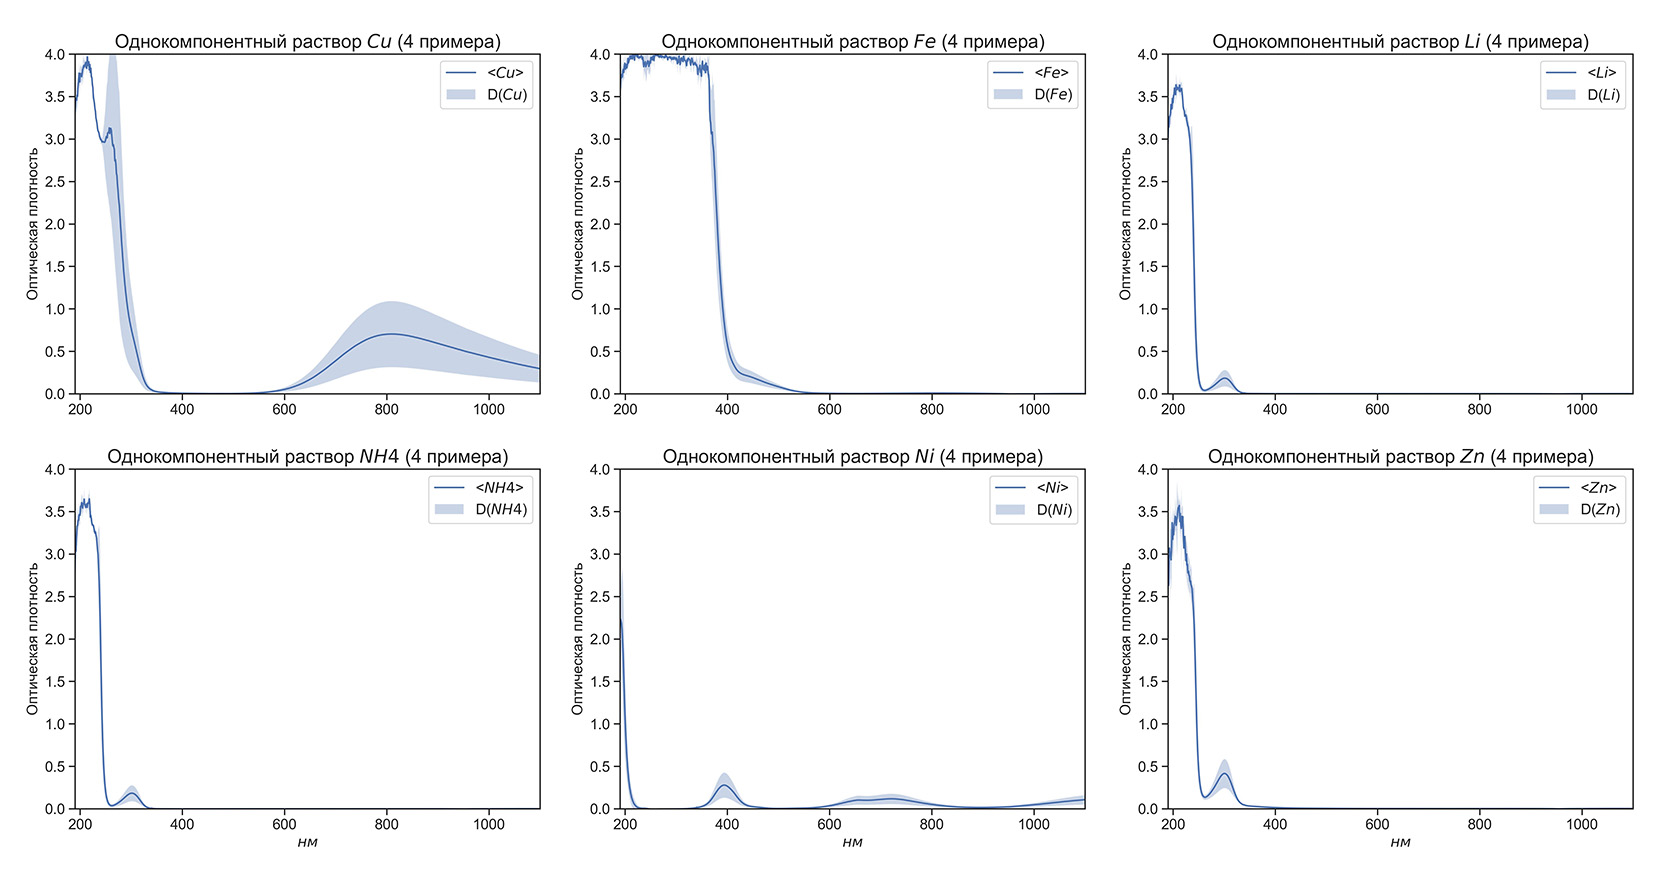 Однокомпонентный раствор Cu (4 примера)
Оптическая плотность
4.0
3.5
3.0
2.5
2.0
1.5
1.0
0.5
0.0
<Cu>
D(Cu)
200 400 600 800 1000
Однокомпонентный раствор Fe (4 примера)
Оптическая плотность
4.0
3.5
3.0
2.5
2.0
1.5
1.0
0.5
0.0
<Fe>
D(Fe)
200 400 600 800 1000
Однокомпонентный раствор Li (4 примера)
Оптическая плотность
4.0
3.5
3.0
2.5
2.0
1.5
1.0
0.5
0.0
<Li>
D(Li)
200 400 600 800 1000
Однокомпонентный раствор NH4 (4 примера)
Оптическая плотность
4.0
3.5
3.0
2.5
2.0
1.5
1.0
0.5
0.0
<NH4>
D(NH4)
200 400 600 800 1000
нм
Однокомпонентный раствор Ni (4 примера)
Оптическая плотность
4.0
3.5
3.0
2.5
2.0
1.5
1.0
0.5
0.0
<Ni>
D(Ni)
200 400 600 800 1000
нм
Однокомпонентный раствор Zn (4 примера)
Оптическая плотность
4.0
3.5
3.0
2.5
2.0
1.5
1.0
0.5
0.0
<Zn>
D(Zn)
200 400 600 800 1000
нм